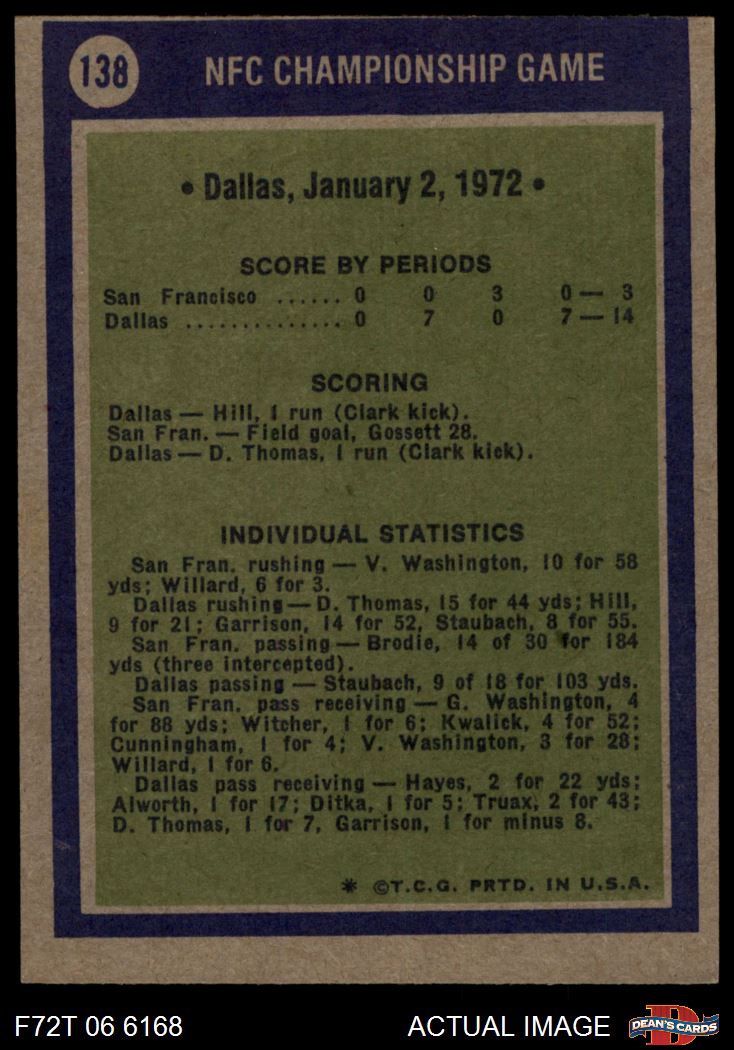 138
NFC CHAMPIONSHIP GAME
• Dallas, January 2, 1972 •
SCORE BY PERIODS
San Francisco ...... 0 0 3 0 — 3
Dallas .............. 0 7 0 7 — 14
SCORING
Dallas — Hill, 1 run (Clark kick).
San Fran. — Field goal, Gossett 28.
Dallas — D. Thomas, 1 run (Clark kick).
INDIVIDUAL STATISTICS
San Fran. rushing — V. Washington, 10 for 58
yds; Willard, 6 for 3.
Dallas rushing — D. Thomas, 15 for 44 yds; Hill,
9 for 21; Garrison, 14 for 52, Staubach, 8 for 55.
San Fran. passing — Brodie, 14 of 30 for 184
yds (three intercepted).
Dallas passing — Staubach, 9 of 18 for 103 yds.
San Fran. pass receiving — G. Washington, 4
for 88 yds; Witcher, 1 for 6; Kwalick, 4 for 52;
Cunningham, 1 for 4; V. Washington, 3 for 28;
Willard, 1 for 6.
Dallas pass receiving — Hayes, 2 for 22 yds;
Alworth, 1 for 17; Ditka, 1 for 5; Truax, 2 for 43;
D. Thomas, 1 for 7, Garrison, 1 for minus 8.
* ©T.C.G. PRTD. IN U.S.A.
F72T 06 6168 ACTUAL IMAGE
D
DEAN'S CARDS